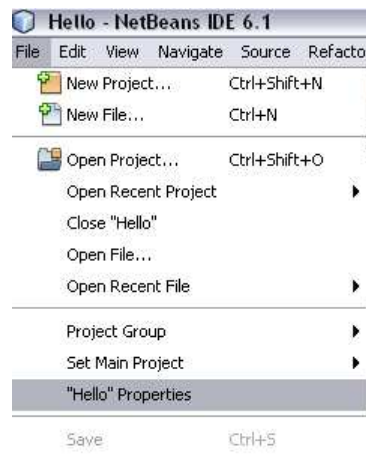 Hello - NetBeans IDE 6.1
File Edit View Navigate Source Refacto
New Project... Ctrl+Shift+N
New File... Ctrl+N
Open Project... Ctrl+Shift+O
Open Recent Project
Close "Hello"
Open File...
Open Recent File
Project Group
Set Main Project
"Hello" Properties
Save Ctrl+S